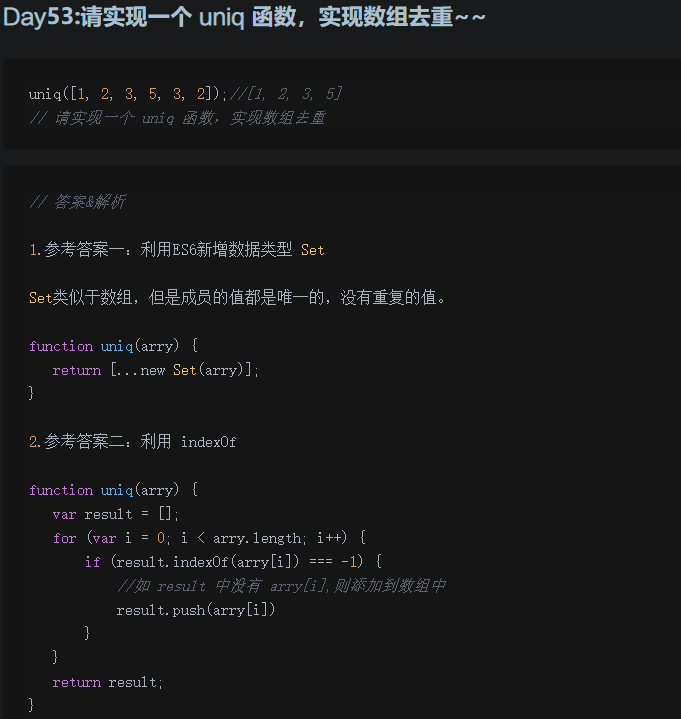 Day53:请实现一个 uniq 函数，实现数组去重~~
uniq([1, 2, 3, 5, 3, 2]);//[1, 2, 3, 5]
// 请实现一个 uniq 函数，实现数组去重
// 答案&解析
1.参考答案一：利用ES6新增数据类型 Set
Set类似于数组，但是成员的值都是唯一的，没有重复的值。
function uniq(arry) {
return [...new Set(arry)];
}
2.参考答案二：利用 indexOf
function uniq(arry) {
var result = [];
for (var i = 0; i < arry.length; i++) {
if (result.indexOf(arry[i]) === -1) {
//如 result 中没有 arry[i],则添加到数组中
result.push(arry[i])
}
}
return result;
}